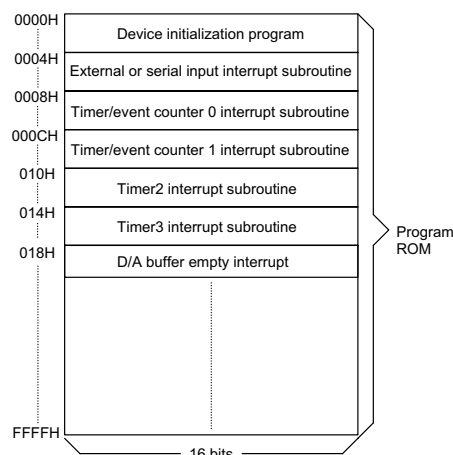 0000H
Device initialization program
0004H
External or serial input interrupt subroutine
0008H
Timer/event counter 0 interrupt subroutine
000CH
Timer/event counter 1 interrupt subroutine
010H
Timer2 interrupt subroutine
014H
Timer3 interrupt subroutine
018H
D/A buffer empty interrupt
Program
ROM
FFFFH
16 bits